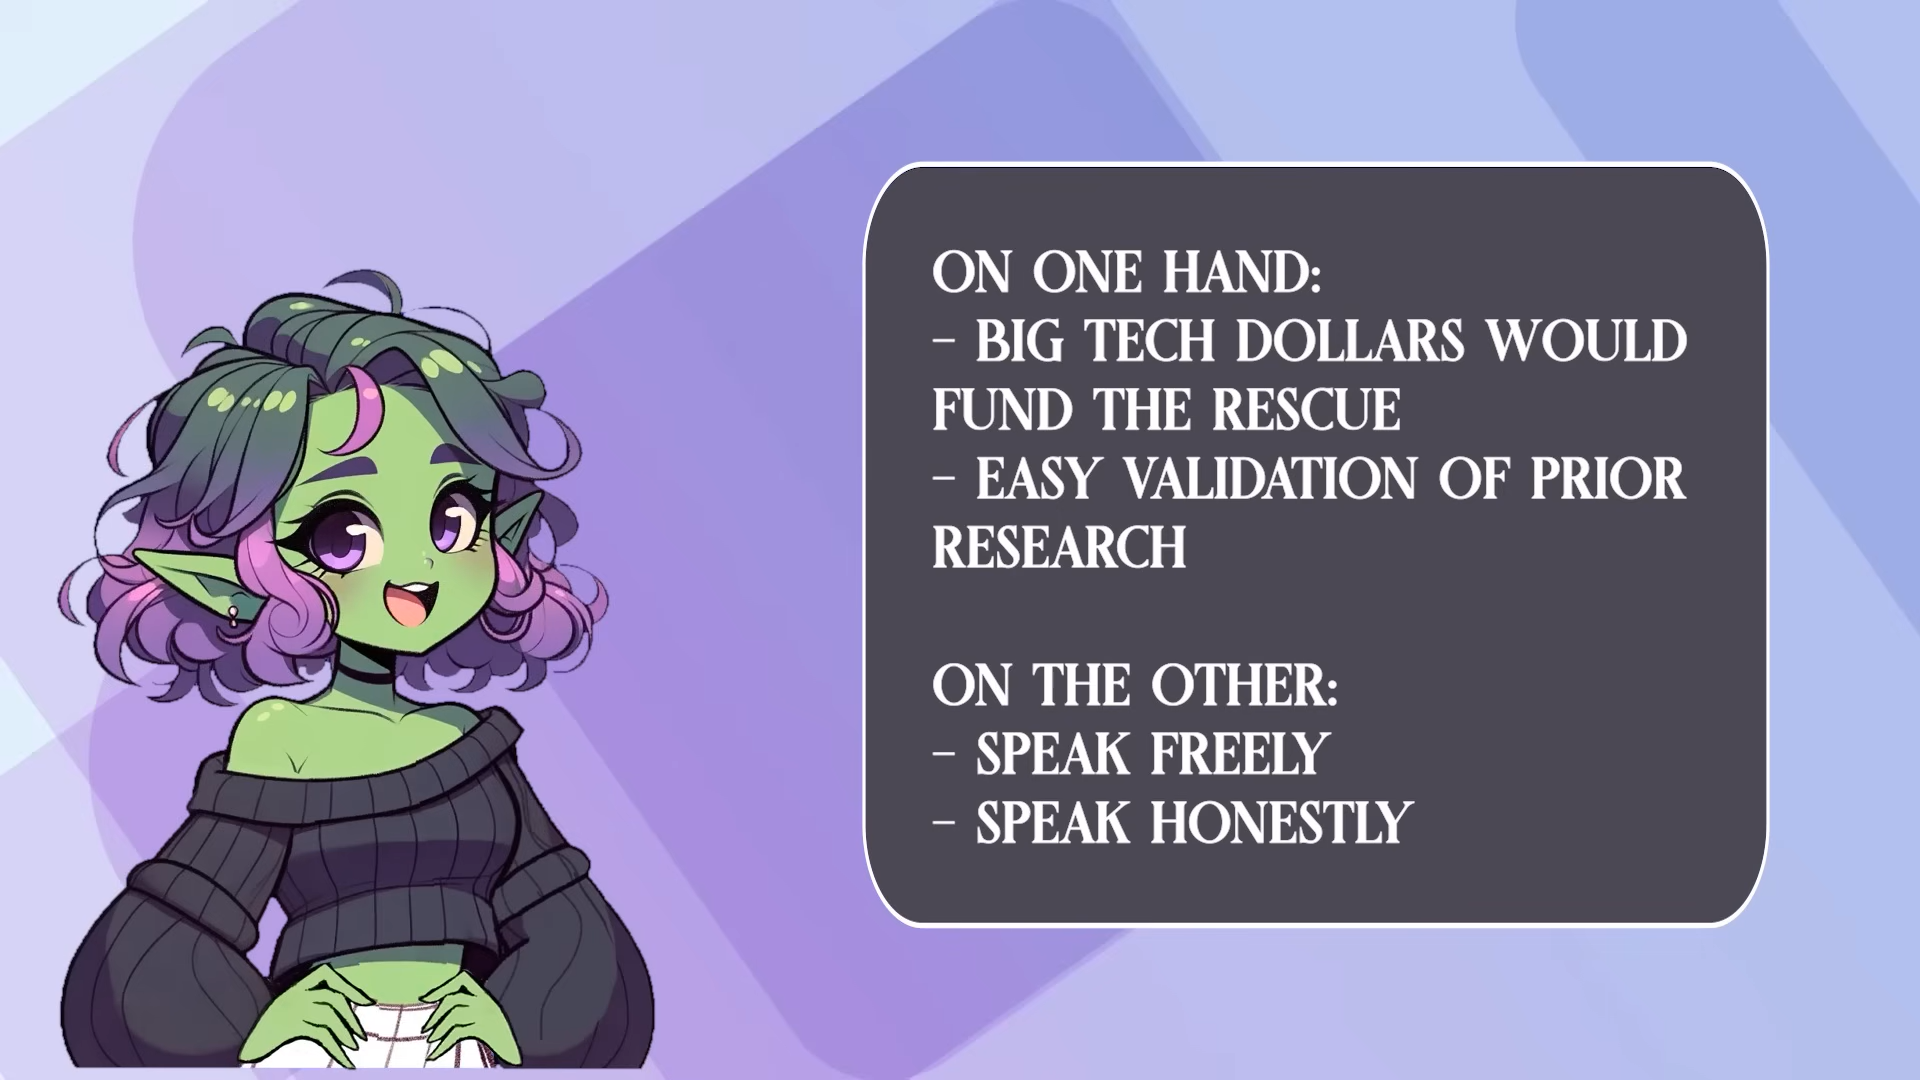 ON ONE HAND:
– BIG TECH DOLLARS WOULD
FUND THE RESCUE
– EASY VALIDATION OF PRIOR
RESEARCH
ON THE OTHER:
– SPEAK FREELY
– SPEAK HONESTLY